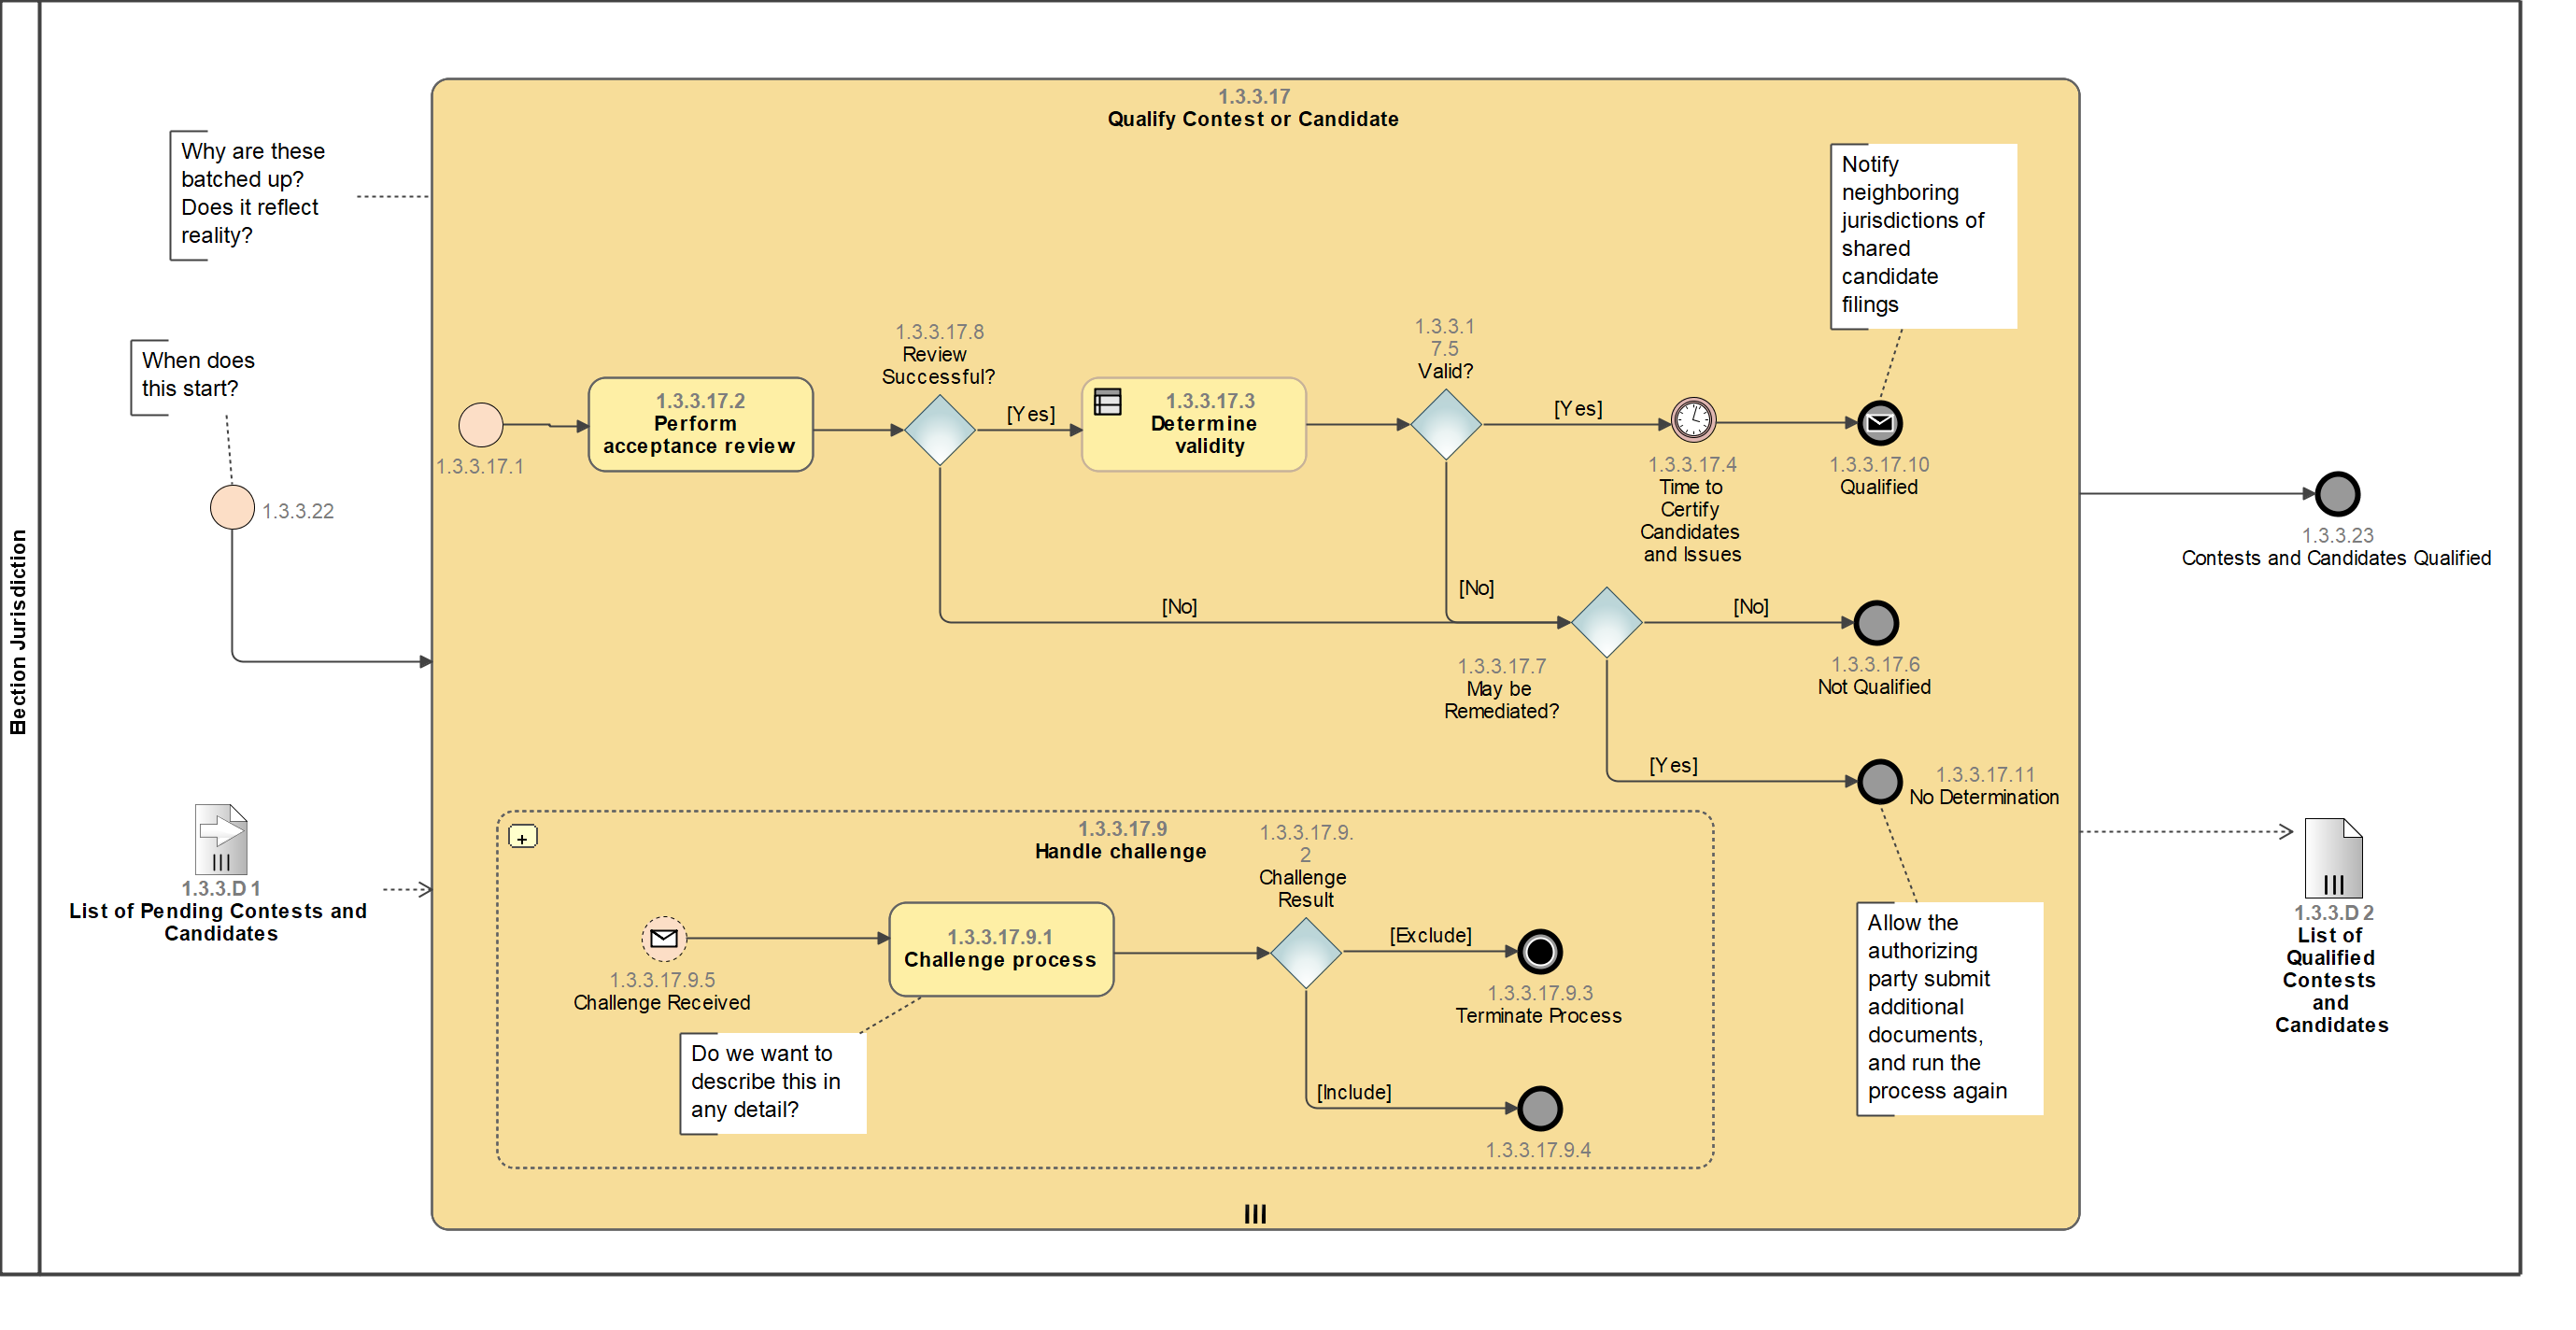 Election Jurisdiction
Why are these
batched up?
Does it reflect
reality?
When does
this start?
1.3.3.22
1.3.3.D 1
List of Pending Contests and
Candidates
1.3.3.17
Qualify Contest or Candidate
1.3.3.17.1
1.3.3.17.2
Perform
acceptance review
1.3.3.17.8
Review
Successful?
[Yes]
[No]
1.3.3.17.3
Determine
validity
1.3.3.1
7.5
Valid?
[Yes]
[No]
1.3.3.17.4
Time to
Certify
Candidates
and Issues
Notify
neighboring
jurisdictions of
shared
candidate
filings
1.3.3.17.10
Qualified
1.3.3.17.7
May be
Remediated?
[No]
1.3.3.17.6
Not Qualified
[Yes]
1.3.3.17.11
No Determination
Allow the
authorizing
party submit
additional
documents,
and run the
process again
1.3.3.17.9
Handle challenge
1.3.3.17.9.5
Challenge Received
1.3.3.17.9.1
Challenge process
Do we want to
describe this in
any detail?
1.3.3.17.9.
2
Challenge
Result
[Exclude]
1.3.3.17.9.3
Terminate Process
[Include]
1.3.3.17.9.4
1.3.3.23
Contests and Candidates Qualified
1.3.3.D 2
List of
Qualified
Contests
and
Candidates